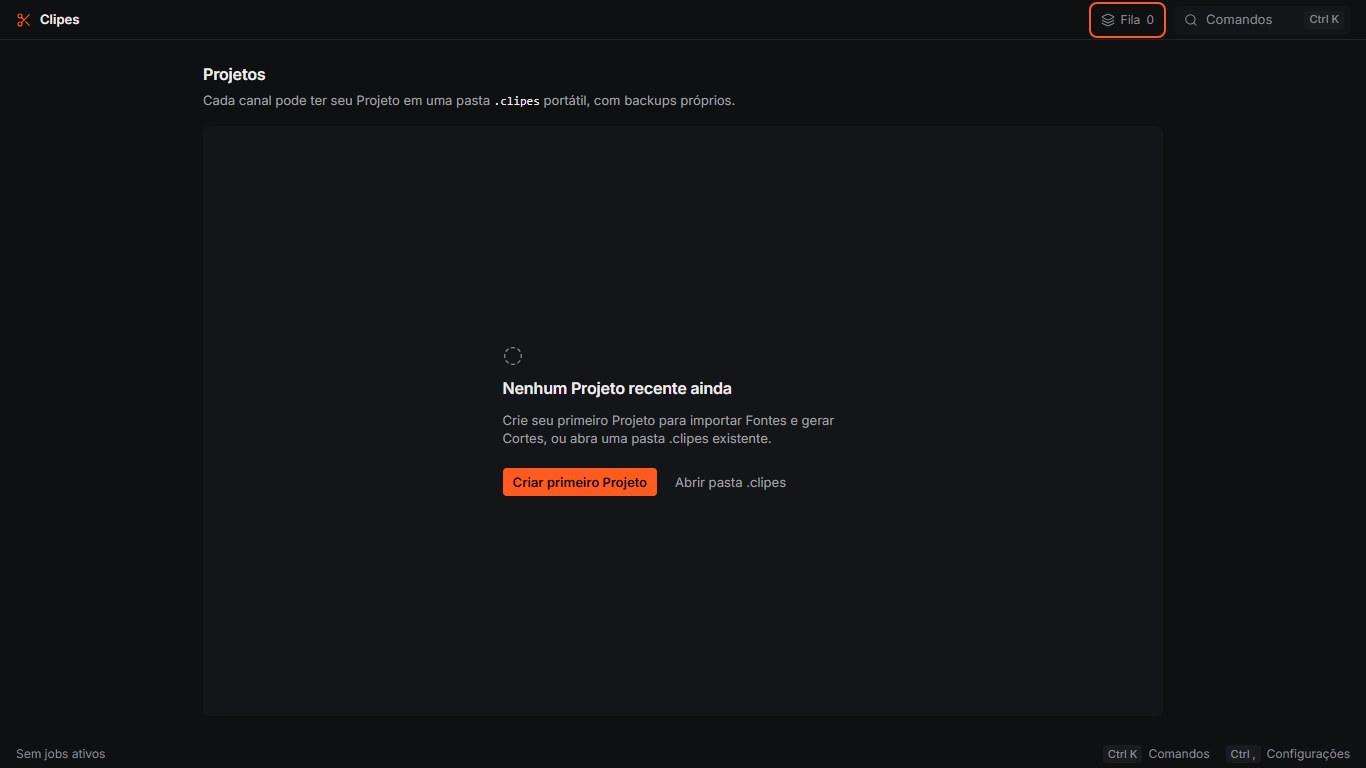 Clipes
Fila 0
Comandos Ctrl K
Projetos
Cada canal pode ter seu Projeto em uma pasta .clipes portátil, com backups próprios.
Nenhum Projeto recente ainda
Crie seu primeiro Projeto para importar Fontes e gerar
Cortes, ou abra uma pasta .clipes existente.
Criar primeiro Projeto
Abrir pasta .clipes
Sem jobs ativos
Ctrl K Comandos
Ctrl , Configurações